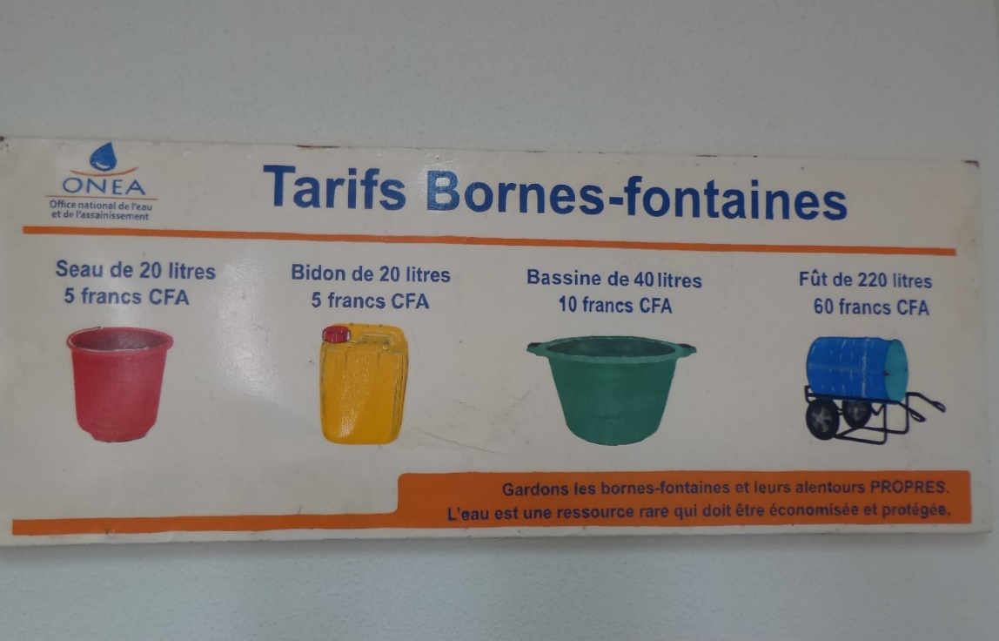 ONEA
Office national de l'eau
et de l'assainissement
Tarifs Bornes-fontaines
Seau de 20 litres
5 francs CFA
Bidon de 20 litres
5 francs CFA
Bassine de 40 litres
10 francs CFA
Fût de 220 litres
60 francs CFA
Gardons les bornes-fontaines et leurs alentours PROPRES.
L'eau est une ressource rare qui doit être économisée et protégée.